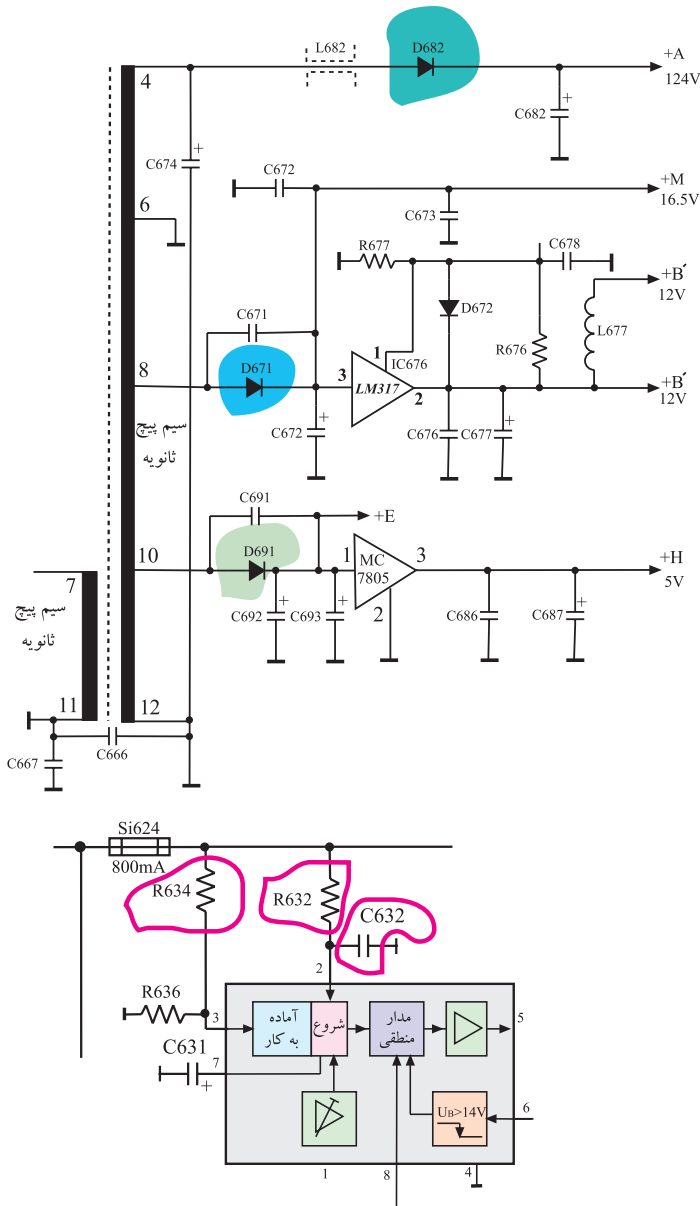 L682
D682
4
+A
124V
C682
C674
C672
+M
16.5V
C673
6
R677
C678
+B´
12V
D672
C671
L677
1
IC676
R676
8
D671
3
LM317
2
+B´
12V
C672
C676
C677
سیم پیچ
ثانویه
C691
+E
D691
10
1
MC
7805
3
+H
5V
7
سیم پیچ
ثانویه
C692
C693
2
C686
C687
11
12
C667
C666
Si624
800mA
R634
R632
C632
2
R636
3
آماده
به کار
شروع
مدار
منطقی
5
C631
7
UB>14V
6
1
8
4